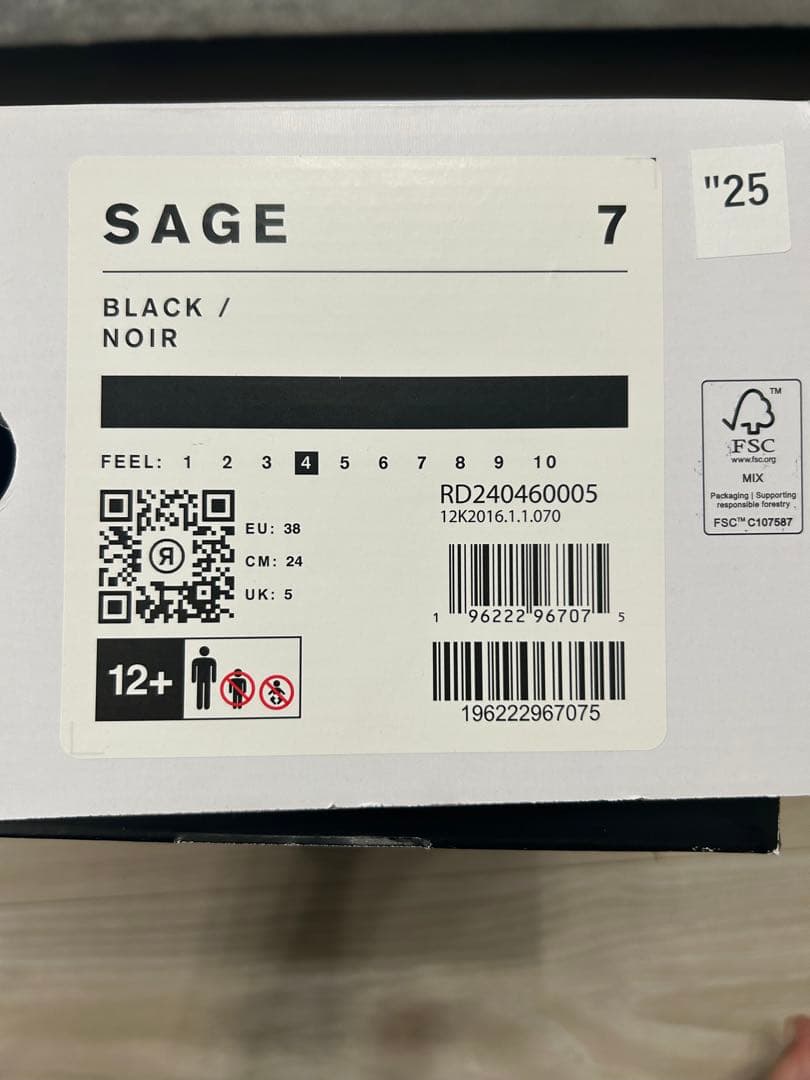 SAGE 7
"25
BLACK /
NOIR
FEEL: 1 2 3 4 5 6 7 8 9 10
RD240460005
12K2016.1.1.070
EU: 38
CM: 24
UK: 5
1 96222 96707 5
196222967075
12+
R
TM
FSC
www.fsc.org
MIX
Packaging | Supporting
responsible forestry
FSC™ C107587